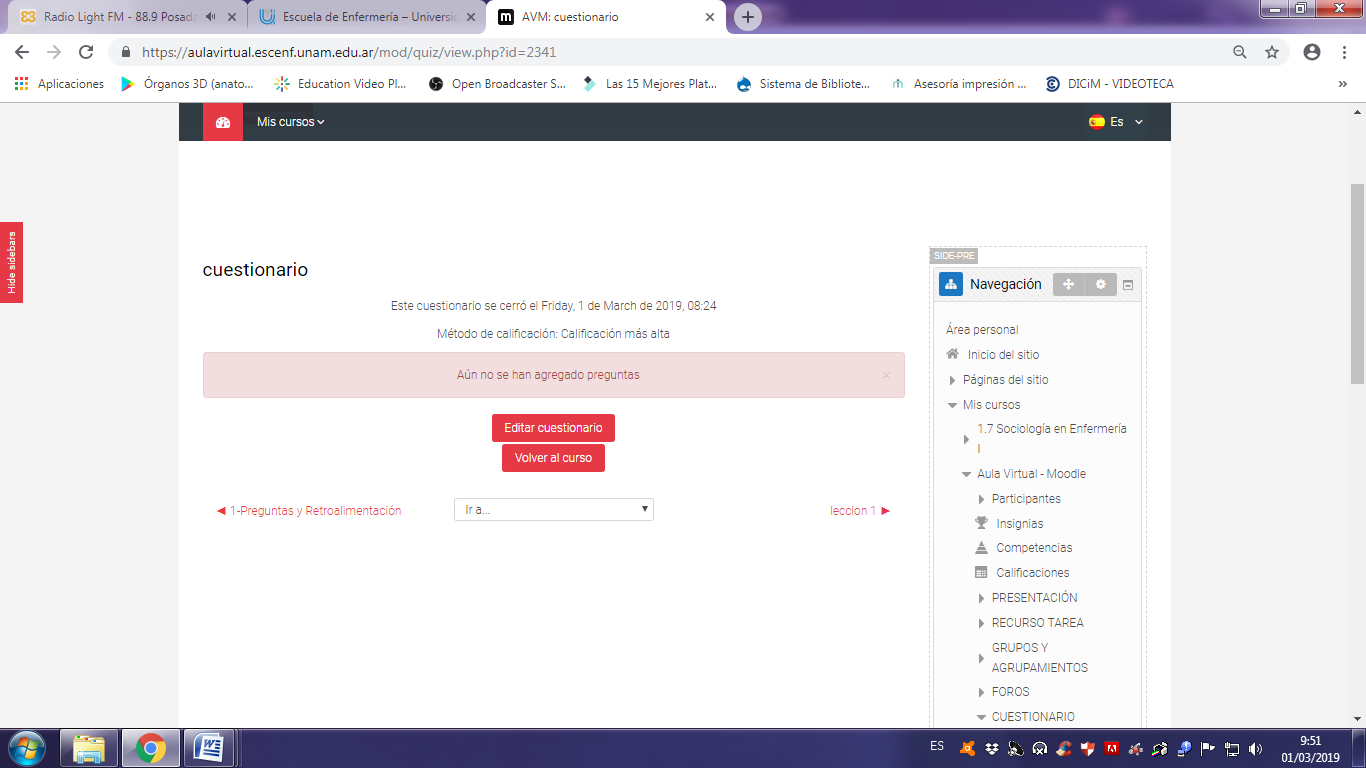 Radio Light FM - 88.9 Posada
Escuela de Enfermería – Universid
AVM: cuestionario
https://aulavirtual.escenf.unam.edu.ar/mod/quiz/view.php?id=2341
Aplicaciones
Órganos 3D (anato...
Education Video Pl...
Open Broadcaster S...
Las 15 Mejores Plat...
Sistema de Bibliote...
Asesoría impresión ...
DICiM - VIDEOTECA
»
Mis cursos
Es
Hide sidebars
cuestionario
Este cuestionario se cerró el Friday, 1 de March de 2019, 08:24
Método de calificación: Calificación más alta
Aún no se han agregado preguntas
×
Editar cuestionario
Volver al curso
◄ 1-Preguntas y Retroalimentación
Ir a...
leccion 1 ►
SIDE-PRE
Navegación
Área personal
Inicio del sitio
Páginas del sitio
Mis cursos
1.7 Sociología en Enfermería
I
Aula Virtual - Moodle
Participantes
Insignias
Competencias
Calificaciones
PRESENTACIÓN
RECURSO TAREA
GRUPOS Y
AGRUPAMIENTOS
FOROS
CUESTIONARIO
ES
9:51
01/03/2019